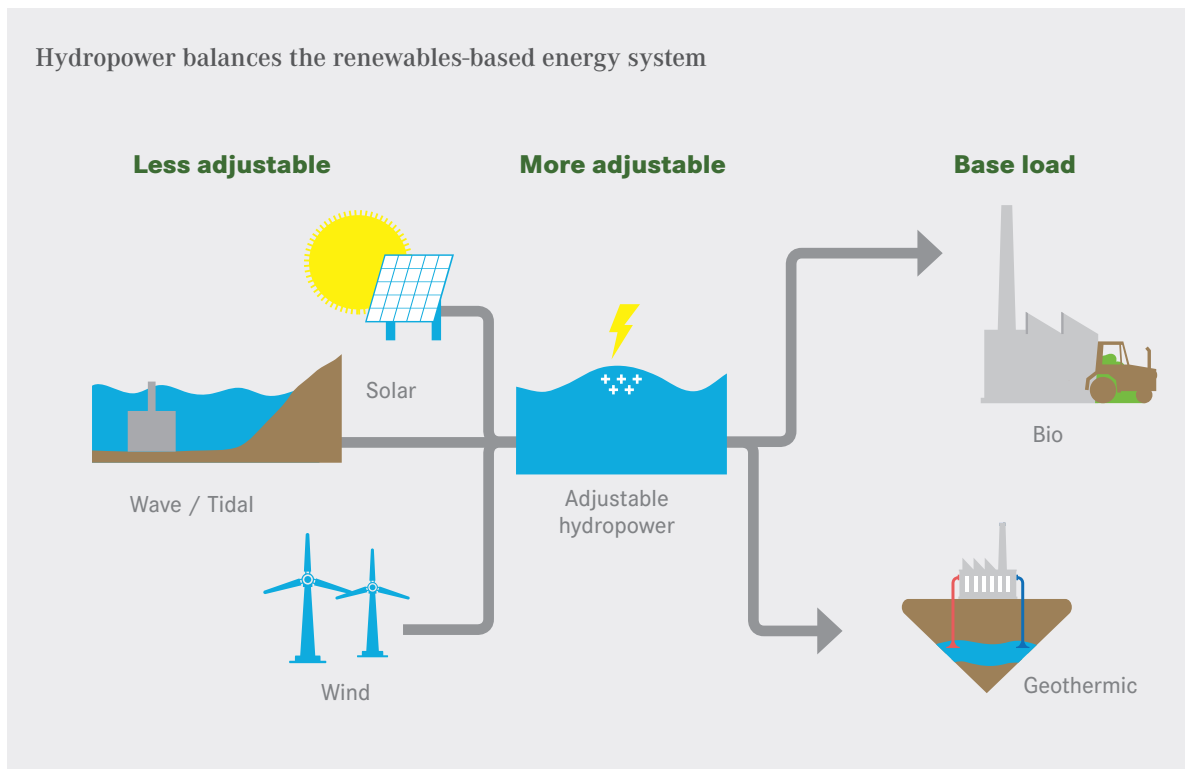 Hydropower balances the renewables-based energy system
Less adjustable
More adjustable
Base load
Solar
Wave / Tidal
Wind
Adjustable
hydropower
Bio
Geothermic